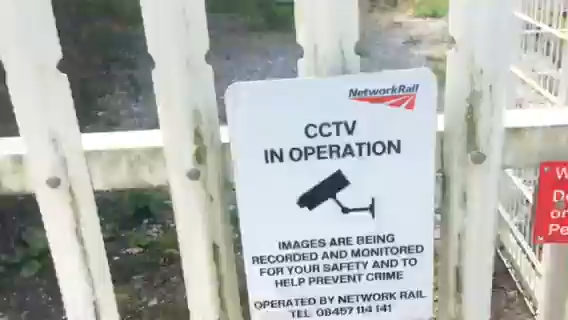 NetworkRail
CCTV
IN OPERATION
IMAGES ARE BEING
RECORDED AND MONITORED
FOR YOUR SAFETY AND TO
HELP PREVENT CRIME
OPERATED BY NETWORK RAIL
TEL 08457 114 141